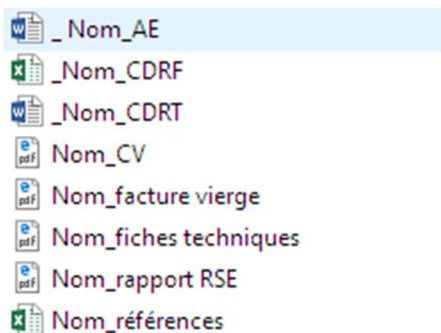 _ Nom_AE
_Nom_CDRF
_Nom_CDRT
Nom_CV
Nom_facture vierge
Nom_fiches techniques
Nom_rapport RSE
Nom_références